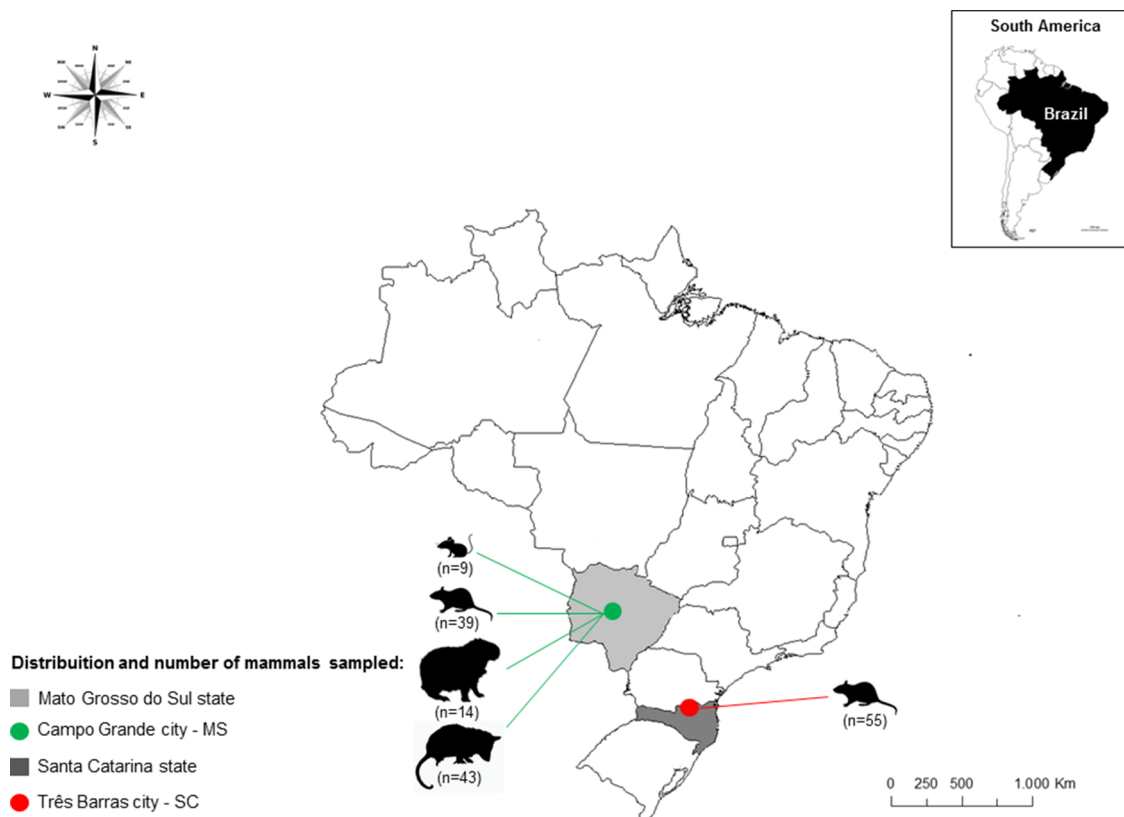 N
W
E
S
South America
Brazil
(n=9)
(n=39)
(n=14)
(n=43)
(n=55)
Distribuition and number of mammals sampled:
Mato Grosso do Sul state
Campo Grande city - MS
Santa Catarina state
Três Barras city - SC
0 250 500 1.000 Km